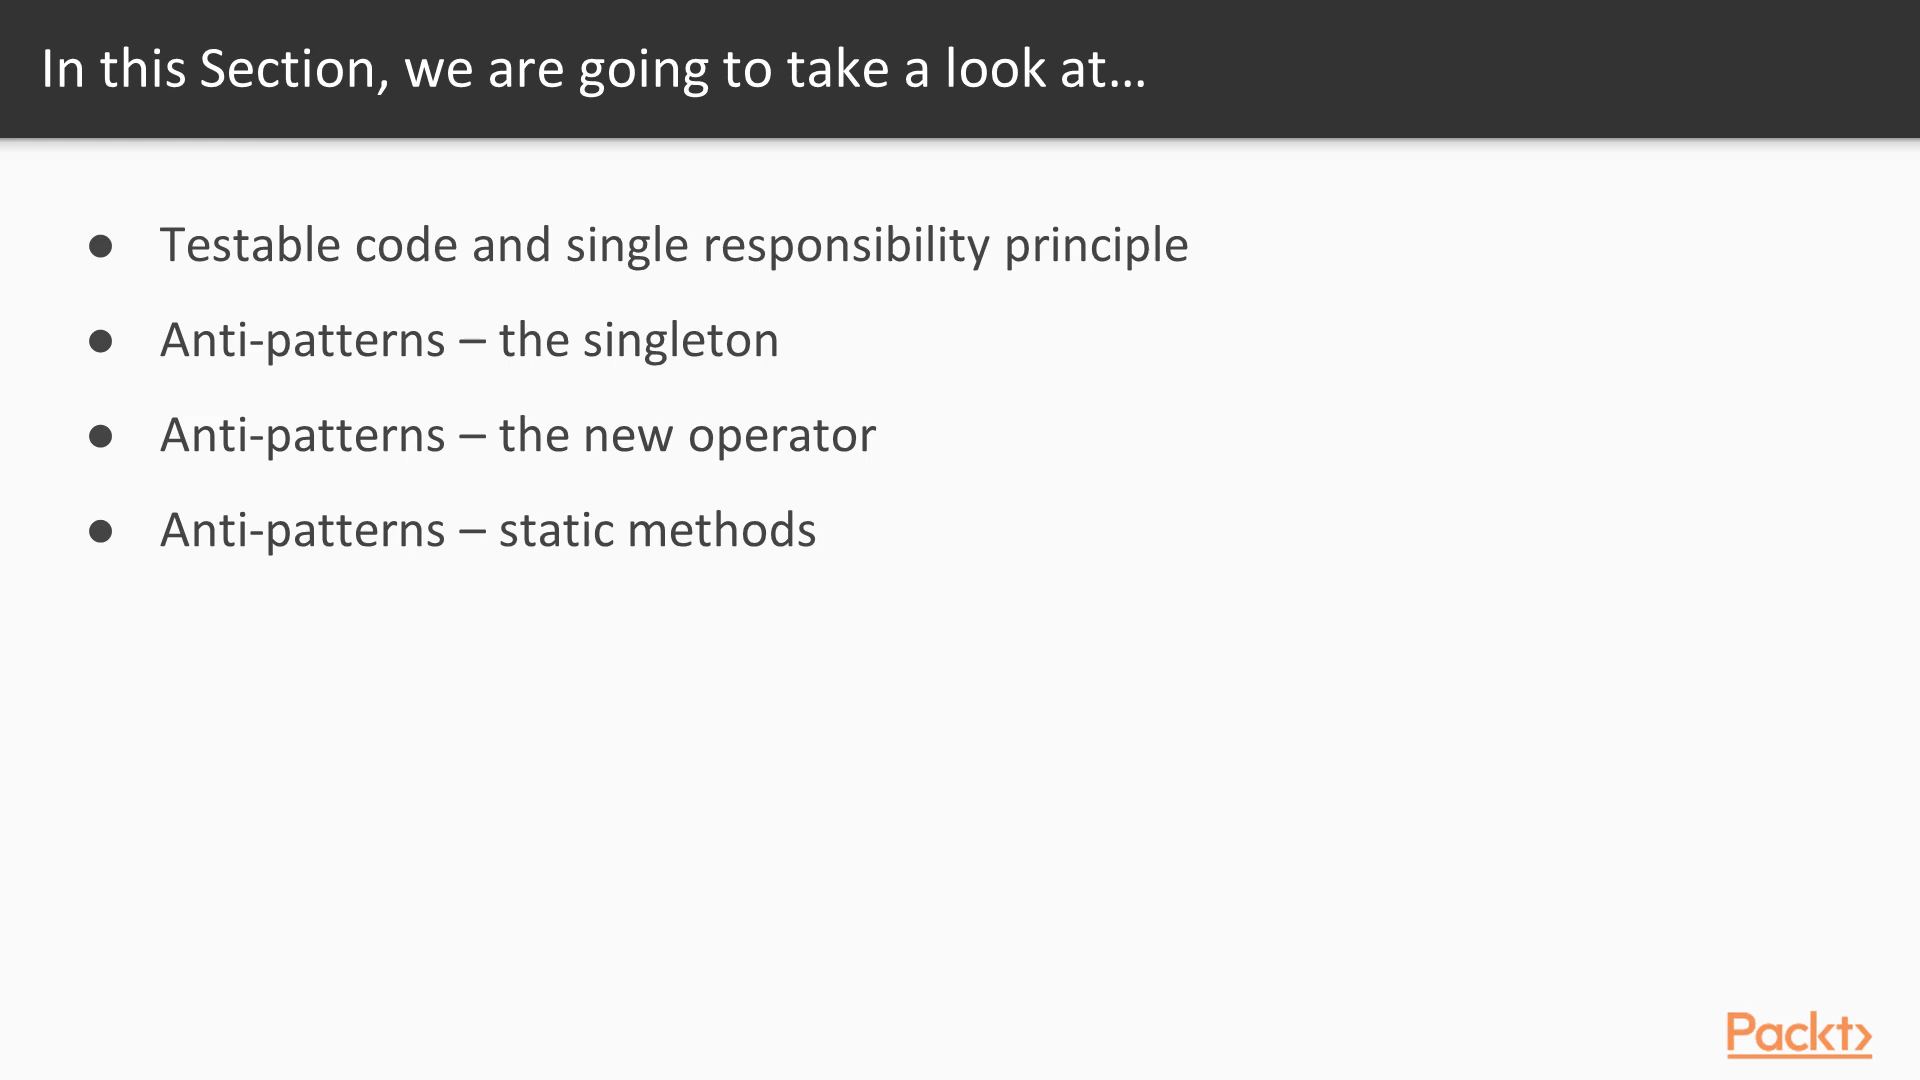 In this Section, we are going to take a look at...
● Testable code and single responsibility principle
● Anti-patterns – the singleton
● Anti-patterns – the new operator
● Anti-patterns – static methods
Packt>